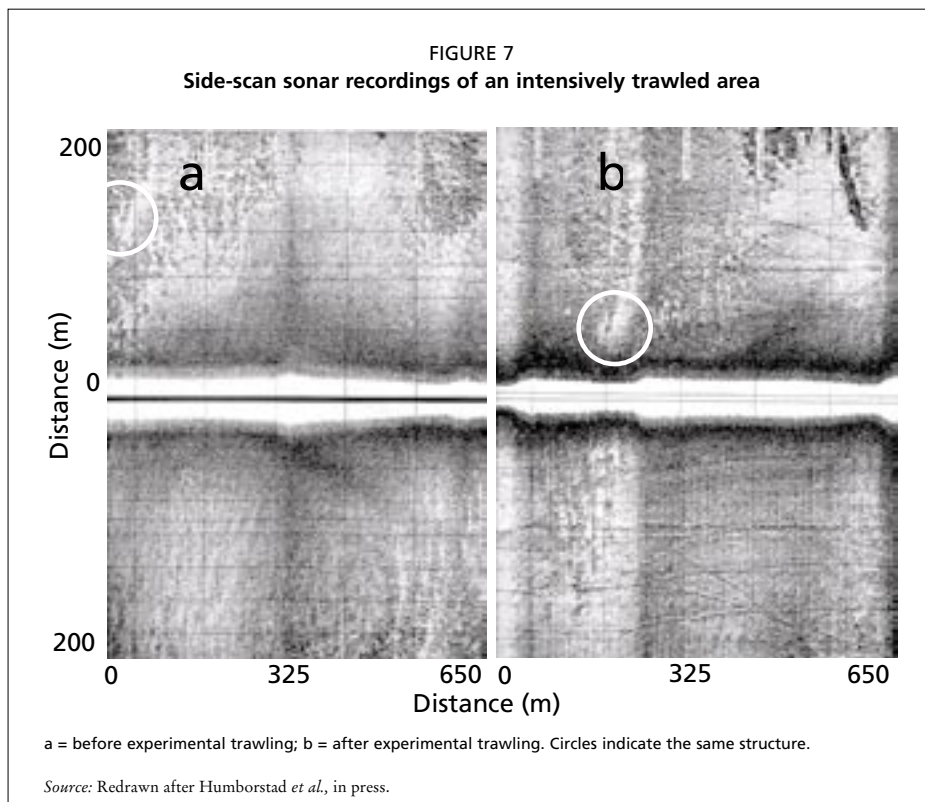 FIGURE 7
Side-scan sonar recordings of an intensively trawled area
200
a
b
Distance (m)
0
200
0
325
650
0
325
650
Distance (m)
a = before experimental trawling; b = after experimental trawling. Circles indicate the same structure.
Source: Redrawn after Humborstad et al., in press.